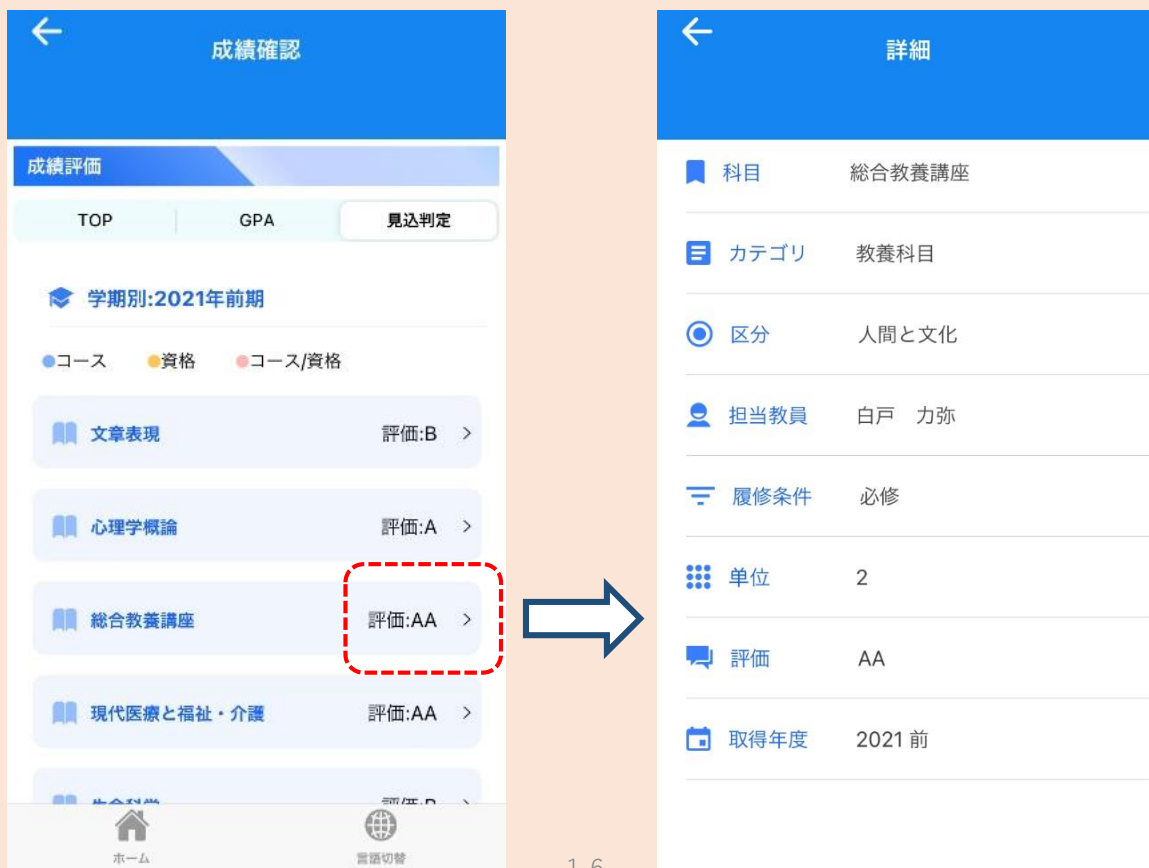 成績確認
成績評価
TOP GPA 見込判定
学期別:2021年前期
コース 資格 コース/資格
文章表現 評価:B
心理学概論 評価:A
総合教養講座 評価:AA
現代医療と福祉・介護 評価:AA
ホーム 言語切替
詳細
科目 総合教養講座
カテゴリ 教養科目
区分 人間と文化
担当教員 白戸 力弥
履修条件 必修
単位 2
評価 AA
取得年度 2021 前
16